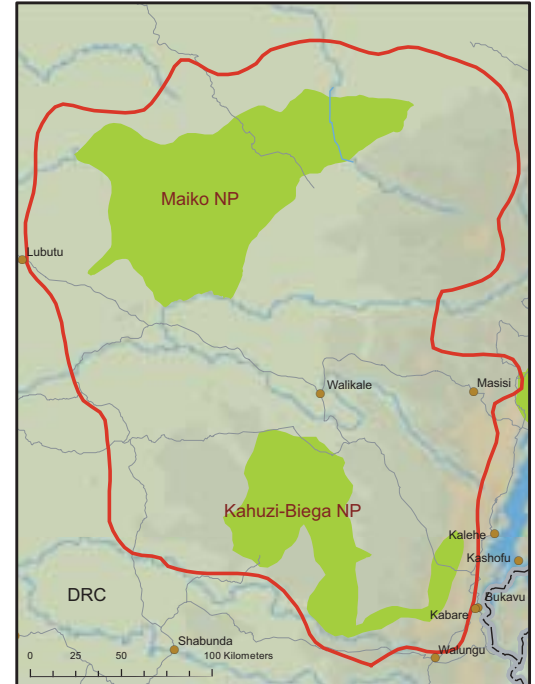 Maiko NP
Lubutu
Walikale
Masisi
Kahuzi-Biega NP
Kalehe
Kashofu
DRC
Bukavu
Kabare
Shabunda
Walungu
0 25 50 100 Kilometers